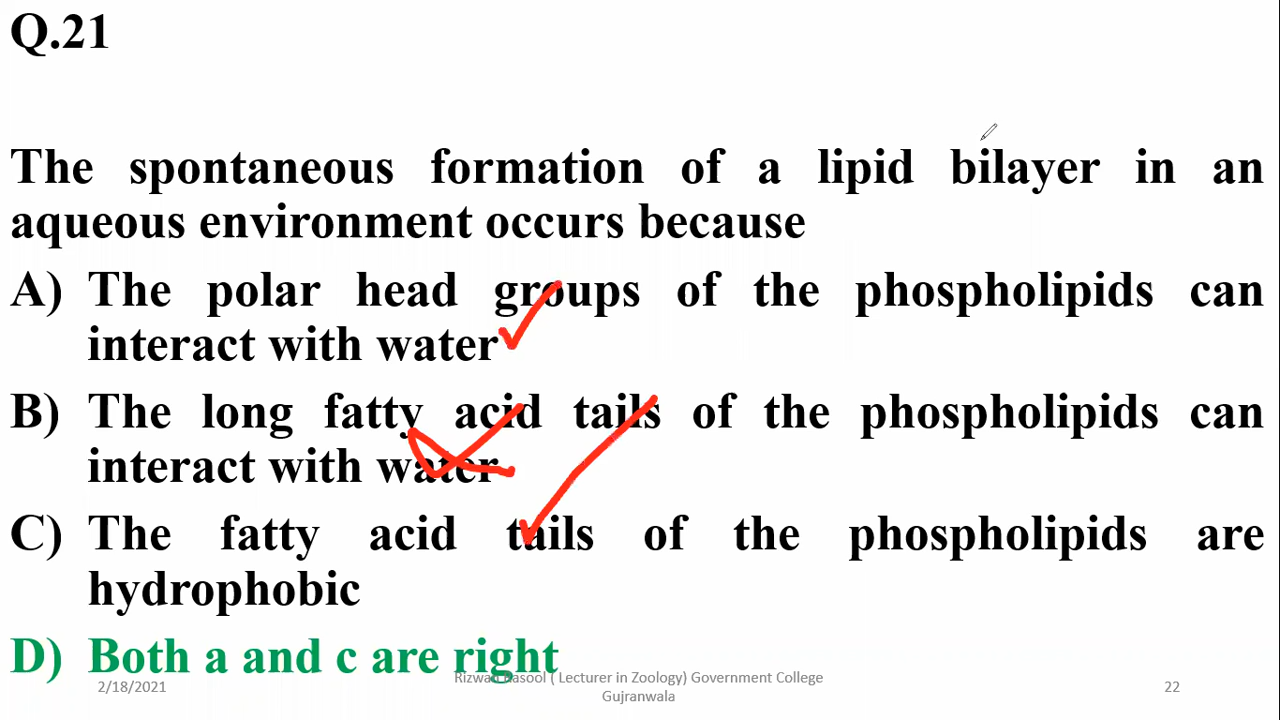 Q.21
The spontaneous formation of a lipid bilayer in an
aqueous environment occurs because
A) The polar head groups of the phospholipids can
interact with water
B) The long fatty acid tails of the phospholipids can
interact with water
C) The fatty acid tails of the phospholipids are
hydrophobic
D) Both a and c are right
2/18/2021
Rizwan Rasool ( Lecturer in Zoology) Government College
Gujranwala
22